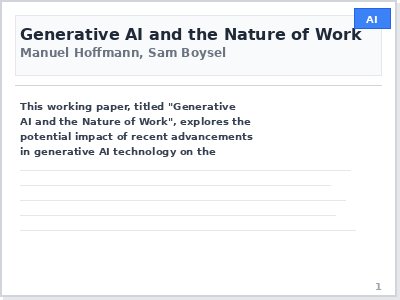 AI
Generative AI and the Nature of Work
Manuel Hoffmann, Sam Boysel
This working paper, titled "Generative
AI and the Nature of Work", explores the
potential impact of recent advancements
in generative AI technology on the
1